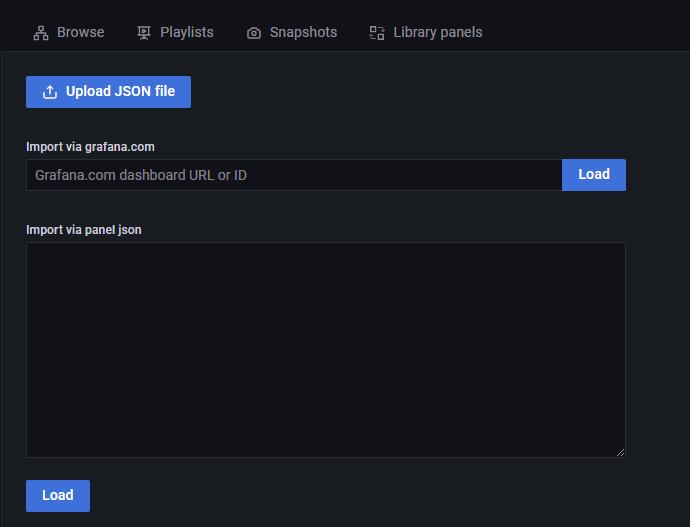 Browse Playlists Snapshots Library panels
Upload JSON file
Import via grafana.com
Grafana.com dashboard URL or ID Load
Import via panel json
Load